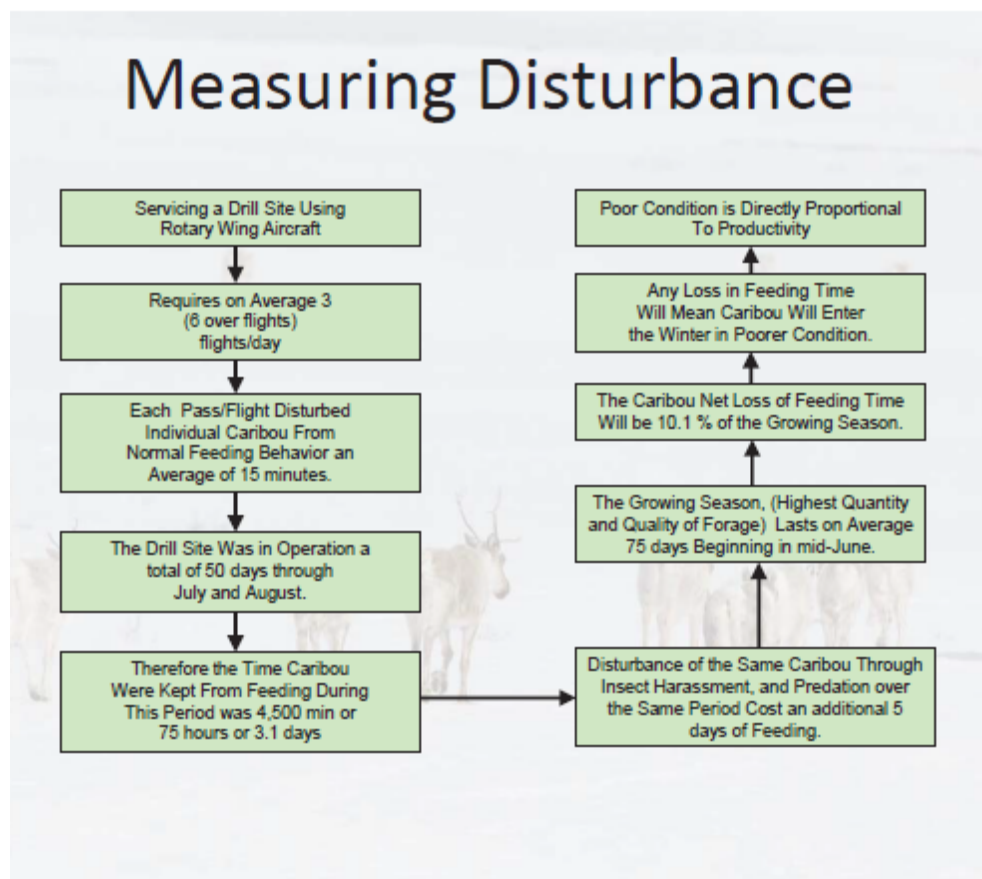 Measuring Disturbance
Servicing a Drill Site Using
Rotary Wing Aircraft
Requires on Average 3
(6 over flights)
flights/day
Each Pass/Flight Disturbed
Individual Caribou From
Normal Feeding Behavior an
Average of 15 minutes.
The Drill Site Was in Operation a
total of 50 days through
July and August.
Therefore the Time Caribou
Were Kept From Feeding During
This Period was 4,500 min or
75 hours or 3.1 days
Disturbance of the Same Caribou Through
Insect Harassment, and Predation over
the Same Period Cost an additional 5
days of Feeding.
The Growing Season, (Highest Quantity
and Quality of Forage) Lasts on Average
75 days Beginning in mid-June.
The Caribou Net Loss of Feeding Time
Will be 10.1 % of the Growing Season.
Any Loss in Feeding Time
Will Mean Caribou Will Enter
the Winter in Poorer Condition.
Poor Condition is Directly Proportional
To Productivity